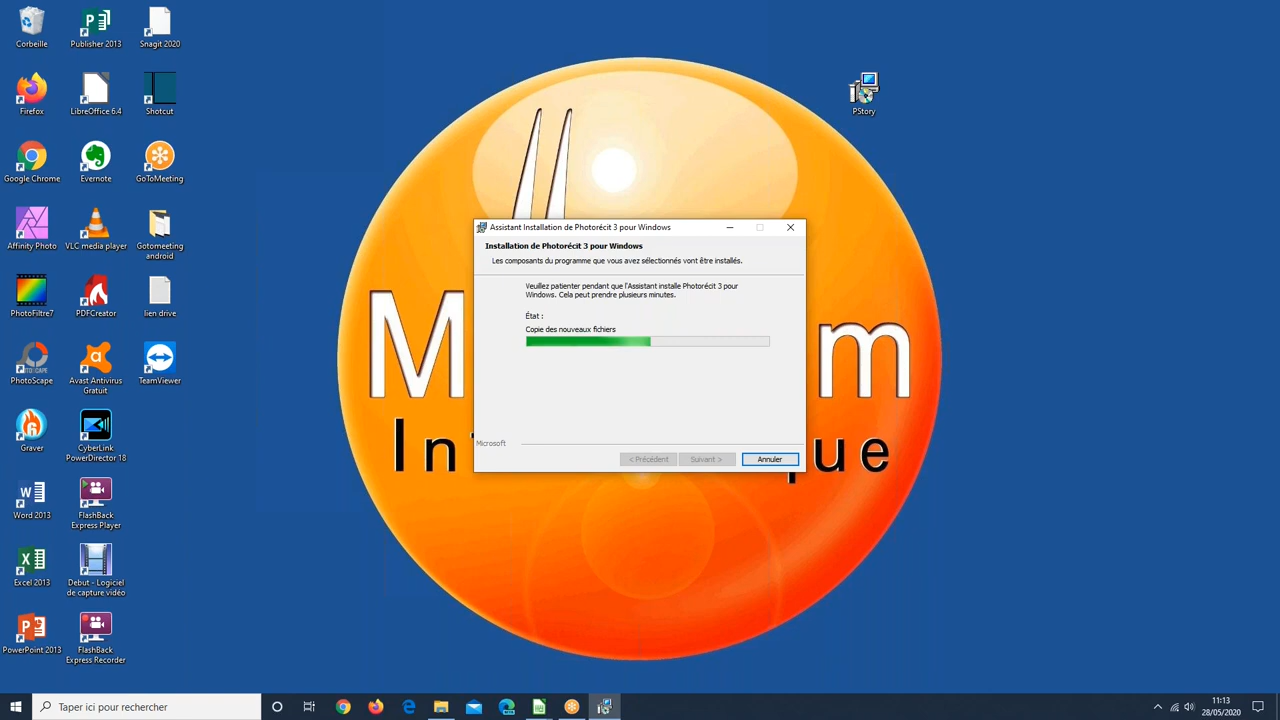 Corbeille
Publisher 2013
Snagit 2020
Firefox
LibreOffice 6.4
Shotcut
PStory
Google Chrome
Evernote
GoToMeeting
Affinity Photo
VLC media player
Gotomeeting
android
PhotoFiltre7
PDFCreator
lien drive
PhotoScape
Avast Antivirus
Gratuit
TeamViewer
Graver
CyberLink
PowerDirector 18
Word 2013
FlashBack
Express Player
Excel 2013
Debut - Logiciel
de capture vidéo
PowerPoint 2013
FlashBack
Express Recorder
M
m
In
que
Assistant Installation de Photorécit 3 pour Windows
Installation de Photorécit 3 pour Windows
Les composants du programme que vous avez sélectionnés vont être installés.
Veuillez patienter pendant que l'Assistant installe Photorécit 3 pour
Windows. Cela peut prendre plusieurs minutes.
État :
Copie des nouveaux fichiers
Microsoft
< Précédent
Suivant >
Annuler
Taper ici pour rechercher
11:13
28/05/2020